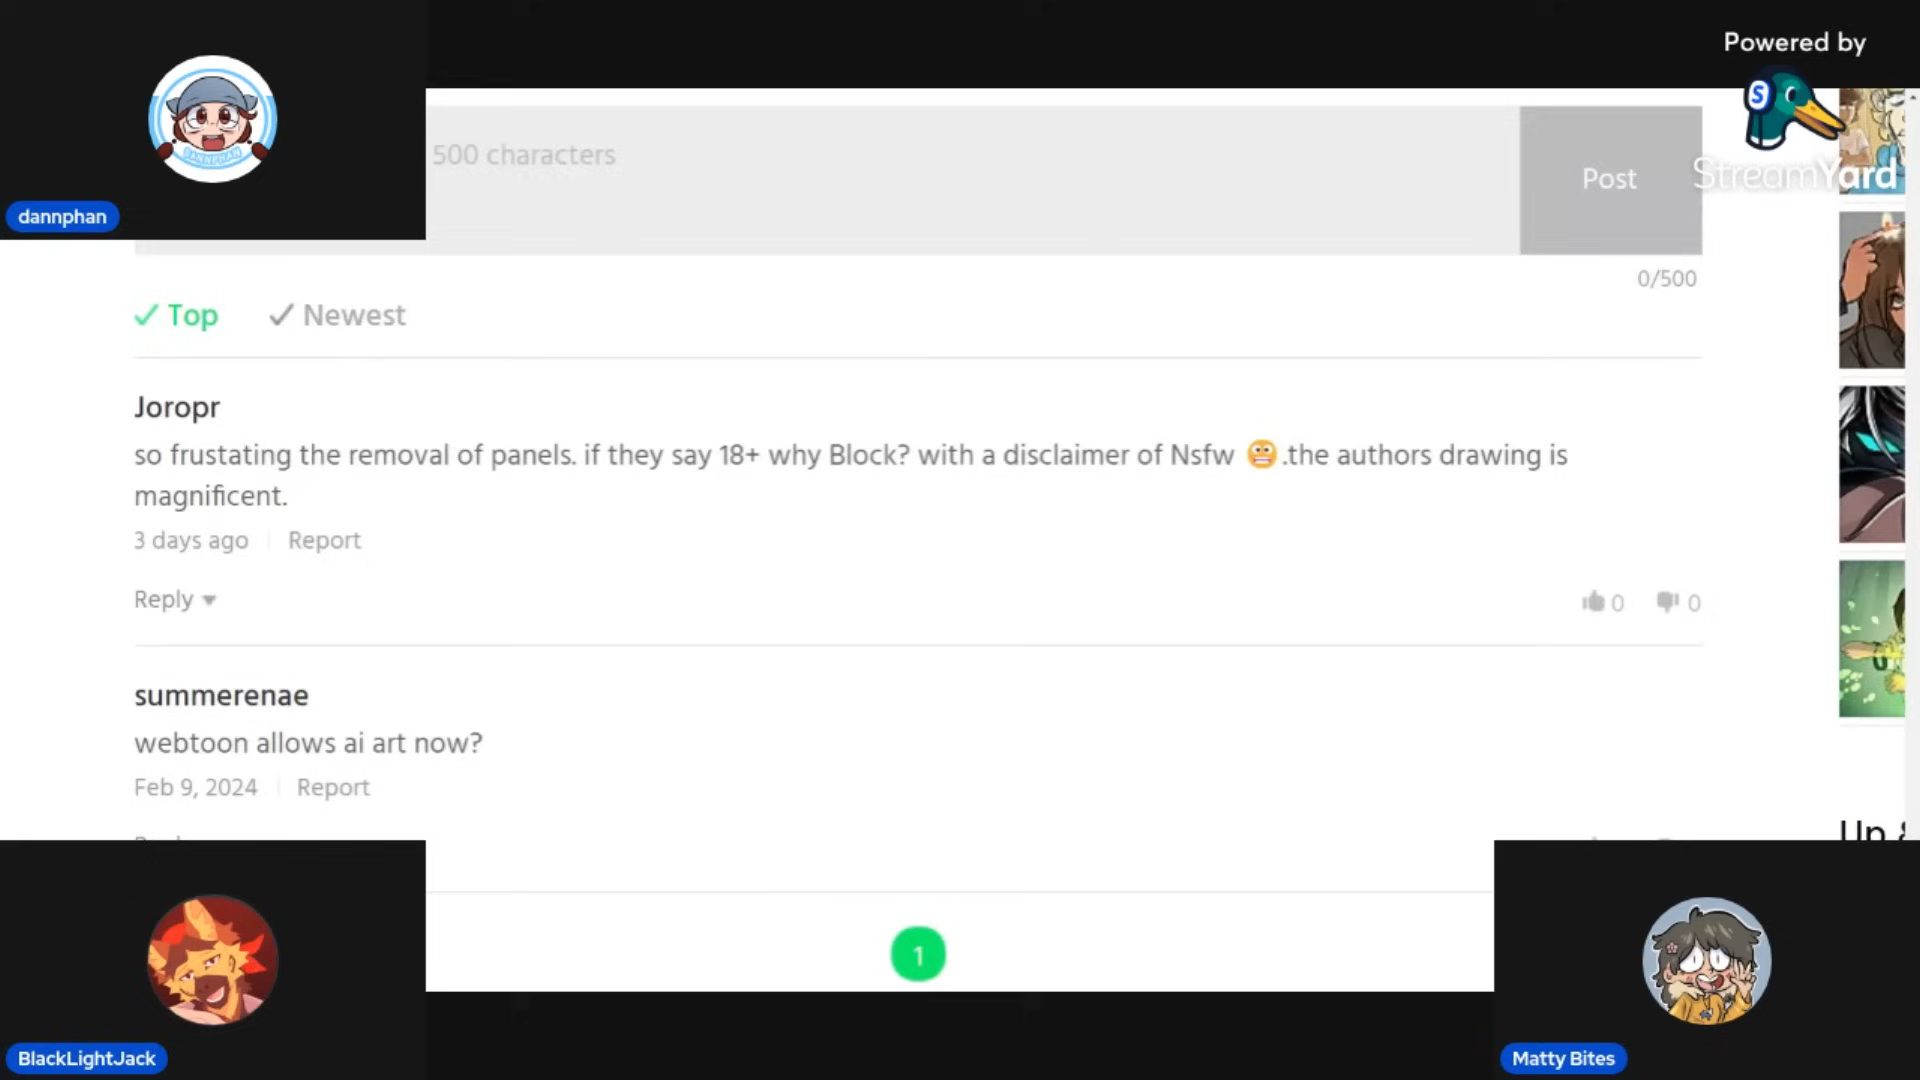 Powered by
StreamYard
DANNPHAN
dannphan
500 characters
Post
0/500
Top
Newest
Joropr
so frustating the removal of panels. if they say 18+ why Block? with a disclaimer of Nsfw 😬.the authors drawing is
magnificent.
3 days ago
Report
Reply
0
0
summerenae
webtoon allows ai art now?
Feb 9, 2024
Report
Up
1
BlackLightJack
Matty Bites